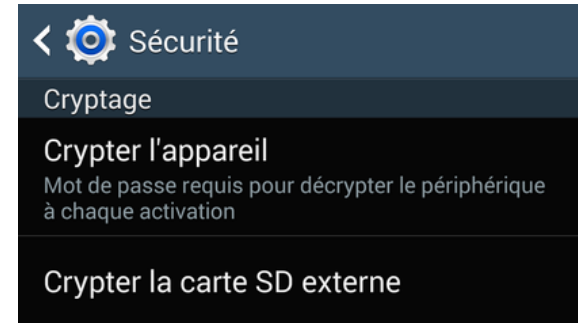 Sécurité
Cryptage
Crypter l'appareil
Mot de passe requis pour décrypter le périphérique
à chaque activation
Crypter la carte SD externe